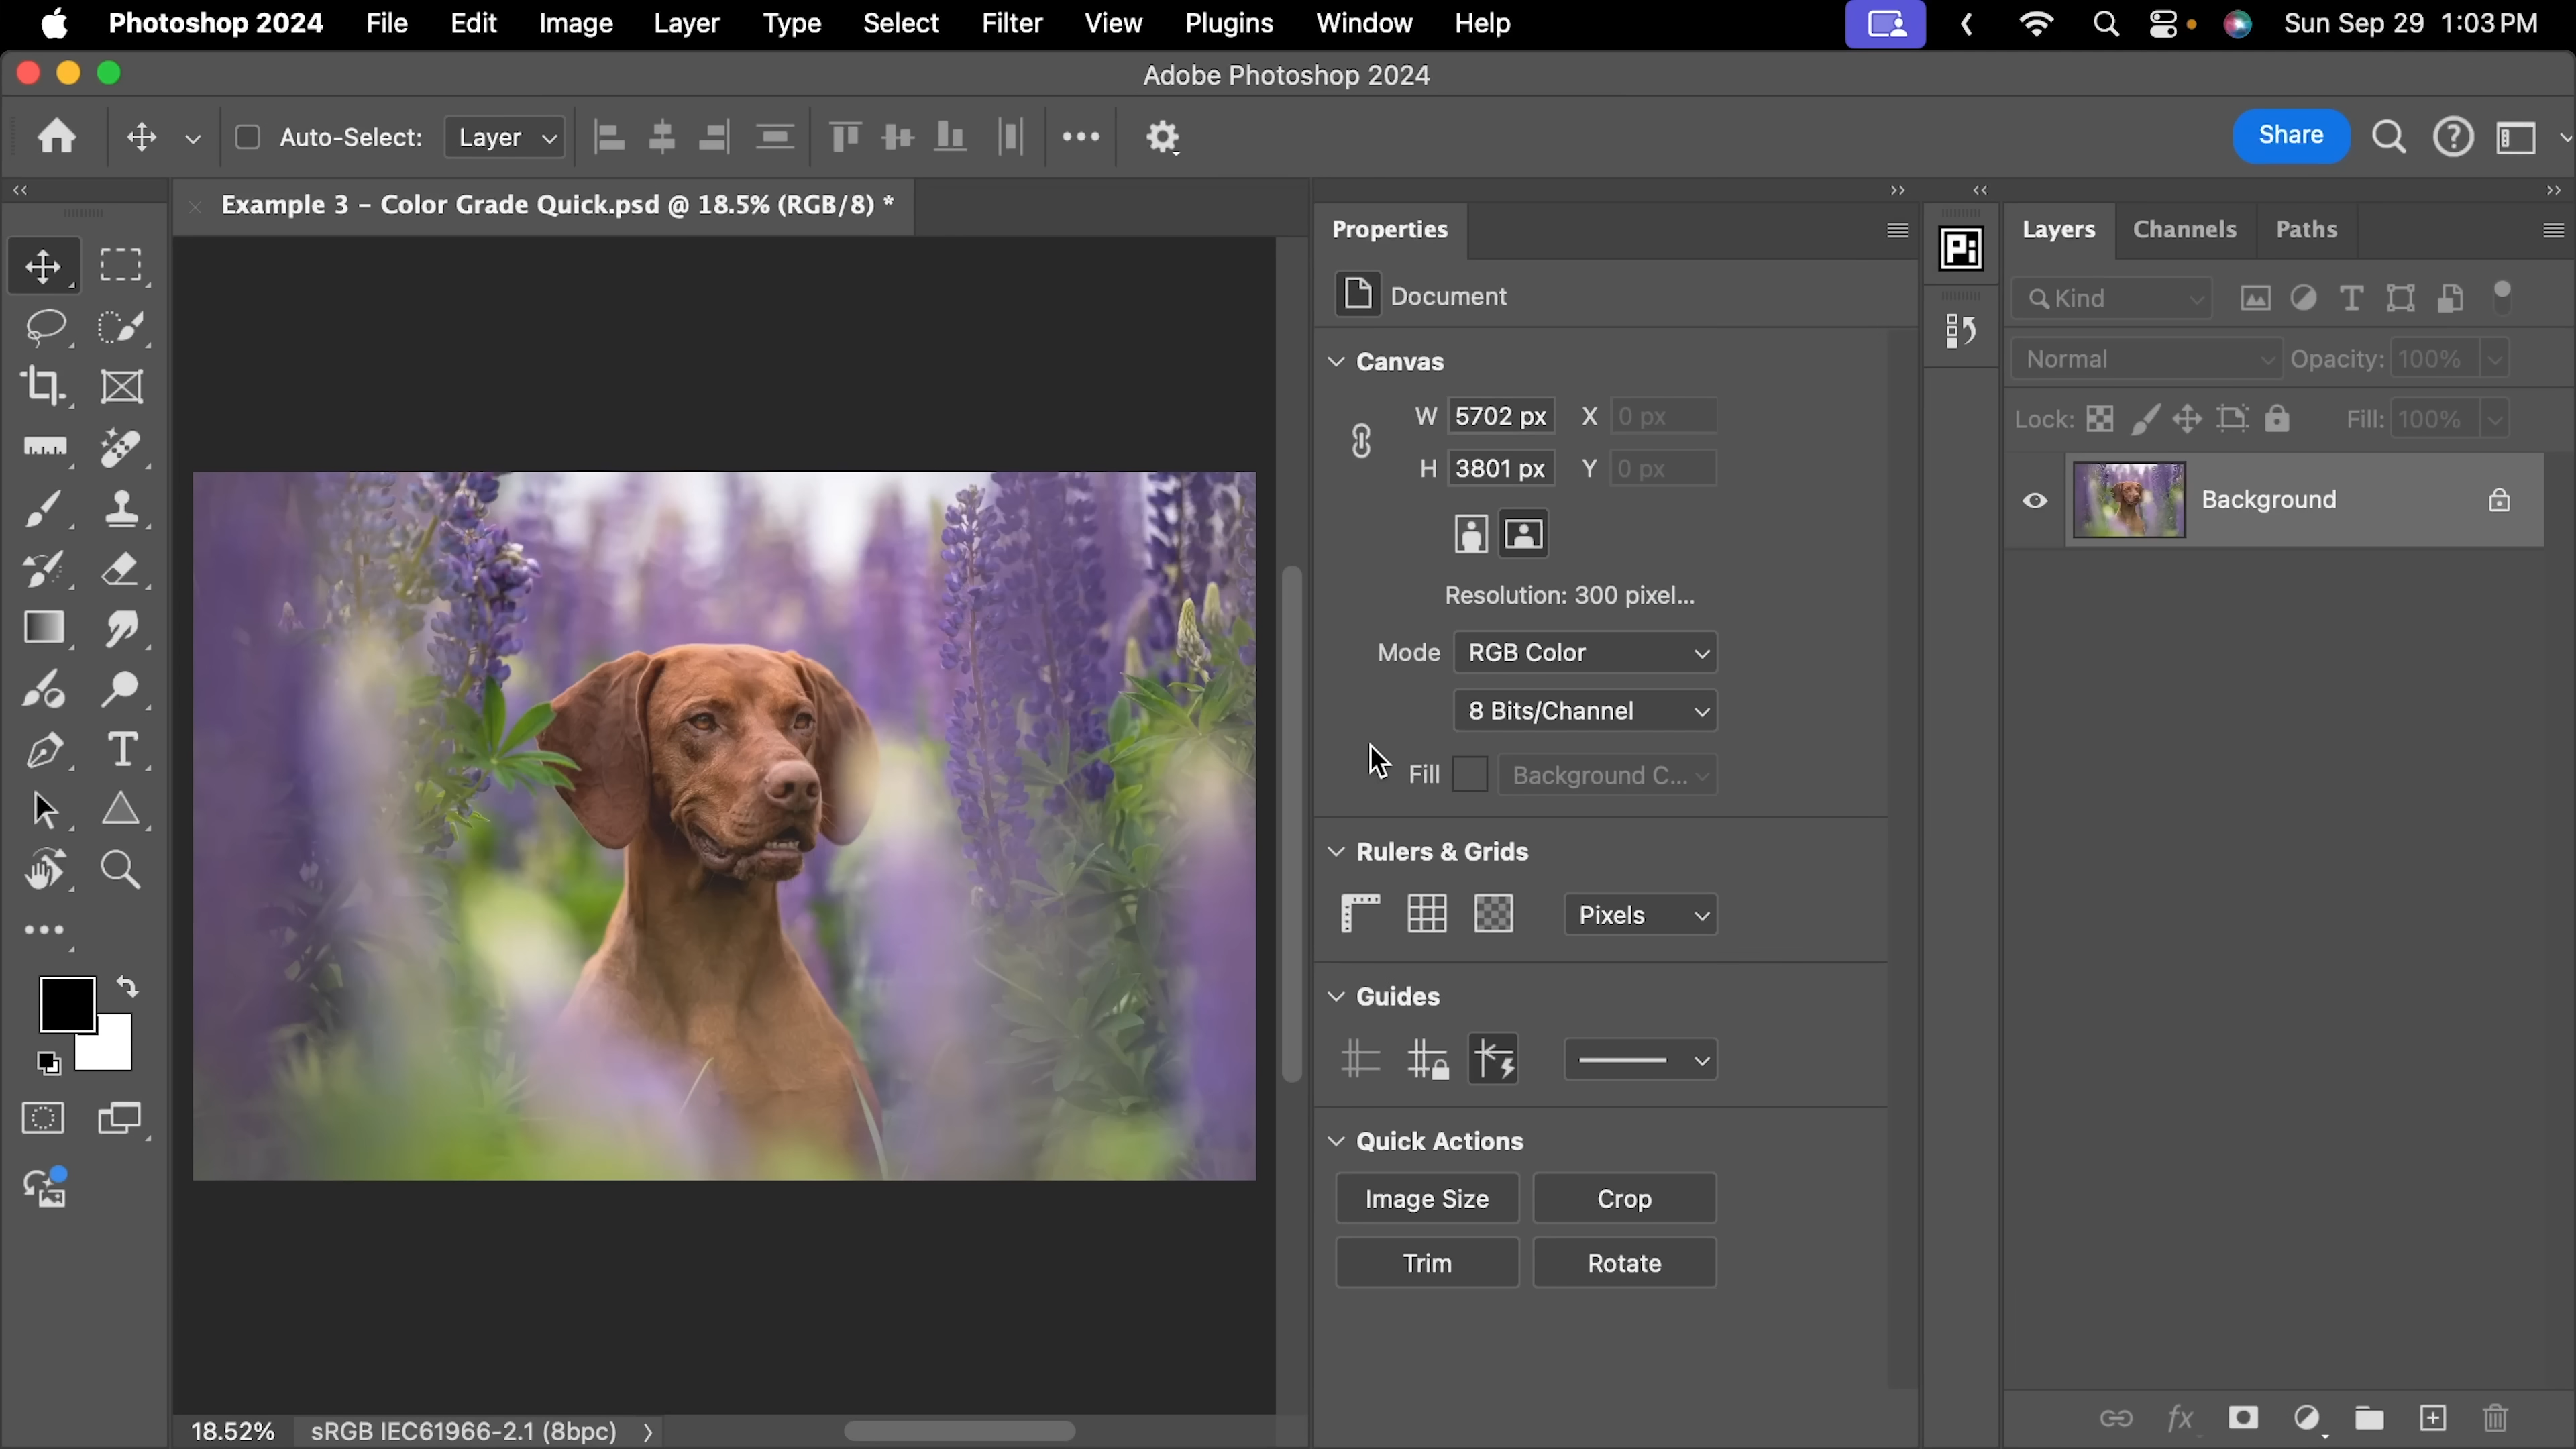 Photoshop 2024 File Edit Image Layer Type Select Filter View Plugins Window Help Sun Sep 29 1:03 PM
Adobe Photoshop 2024
Auto-Select: Layer Share
Example 3 – Color Grade Quick.psd @ 18.5% (RGB/8) *
Properties
Layers Channels Paths
Pi
Document
Kind
Canvas
Normal Opacity: 100%
W 5702 px X 0 px
Lock: Fill: 100%
H 3801 px Y 0 px
Background
Resolution: 300 pixel...
Mode RGB Color
8 Bits/Channel
Fill Background C...
Rulers & Grids
Pixels
Guides
Quick Actions
Image Size Crop
Trim Rotate
18.52% sRGB IEC61966-2.1 (8bpc)
fx